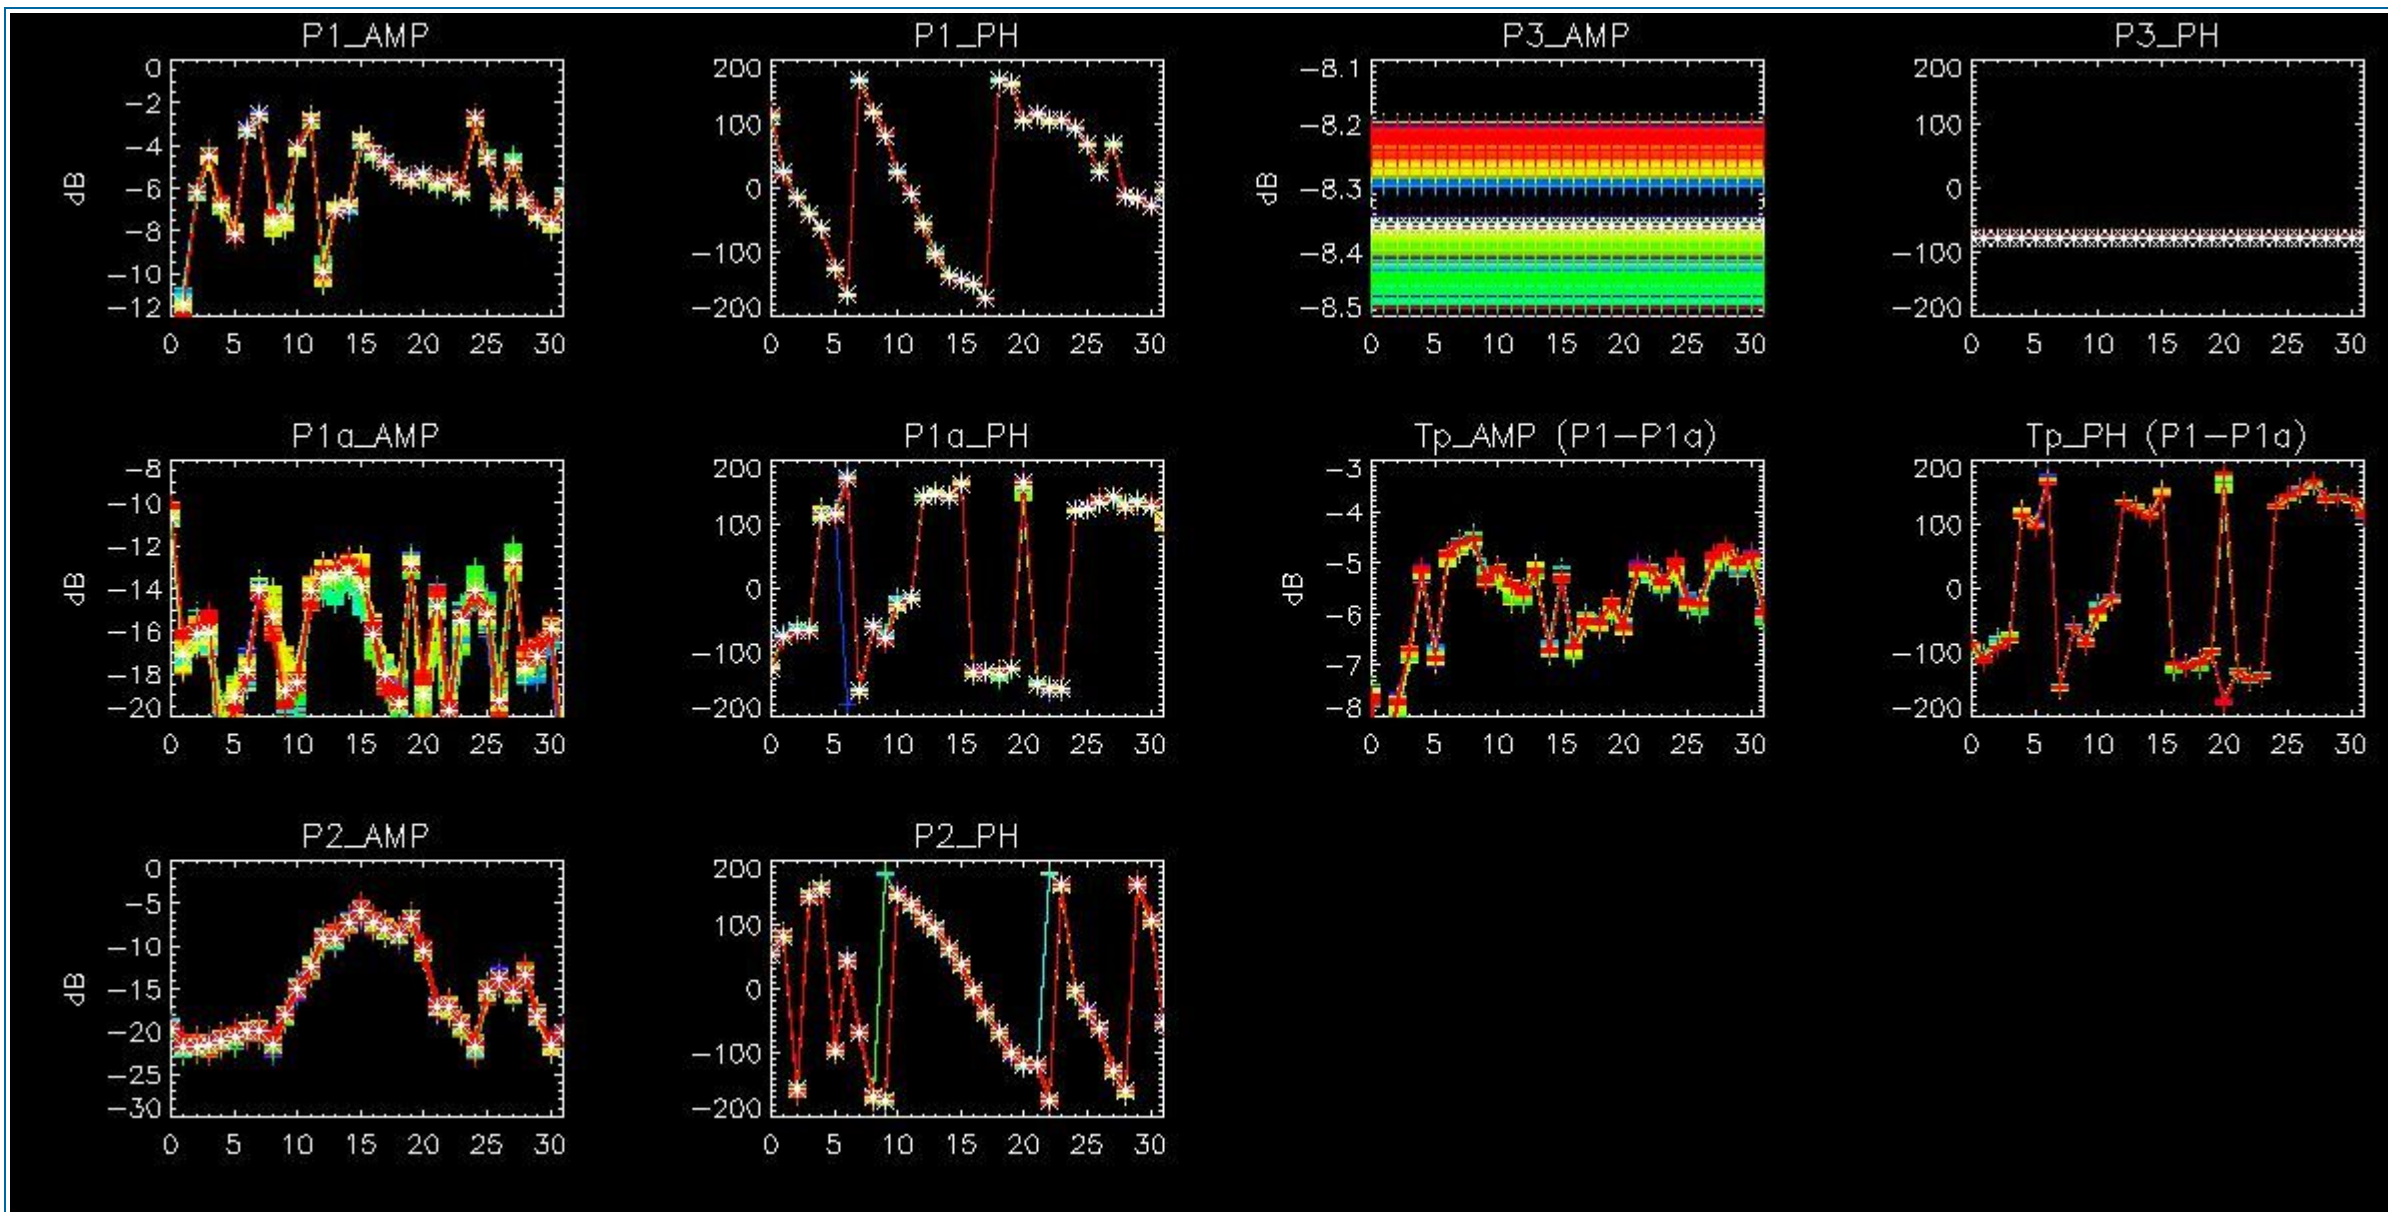 P1_AMP P1_PH P3_AMP P3_PH
0 200 −8.1 200
−2 100 −8.2 100
−4 0 −8.3 0
−6 −100 −8.4 −100
−8 −200 −8.5 −200
−10
−12
dB dB
0 5 10 15 20 25 30 0 5 10 15 20 25 30 0 5 10 15 20 25 30 0 5 10 15 20 25 30
P1a_AMP P1a_PH Tp_AMP (P1−P1a) Tp_PH (P1−P1a)
−8 200 −3 200
−10 100 −4 100
−12 0 −5 0
−14 −100 −6 −100
−16 −200 −7 −200
−18 −8
−20
dB dB
0 5 10 15 20 25 30 0 5 10 15 20 25 30 0 5 10 15 20 25 30 0 5 10 15 20 25 30
P2_AMP P2_PH
0 200
−5 100
−10 0
−15 −100
−20 −200
−25
−30
dB
0 5 10 15 20 25 30 0 5 10 15 20 25 30